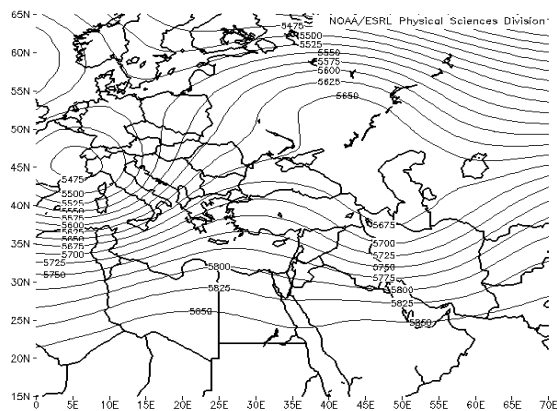 65N
NOAA/ESRL Physical Sciences Division
5475
5500
5525
60N
5550
5575
5600
5625
55N
5650
50N
45N
5475
5500
5525
40N
5550
5575
5675
5600
5625
35N
5650
5675
5700
5700
5725
5725
5750
5800
5750
5775
30N
5800
5825
5825
25N
5850
5850
20N
15N
0
5E
10E
15E
20E
25E
30E
35E
40E
45E
50E
55E
60E
65E
70E